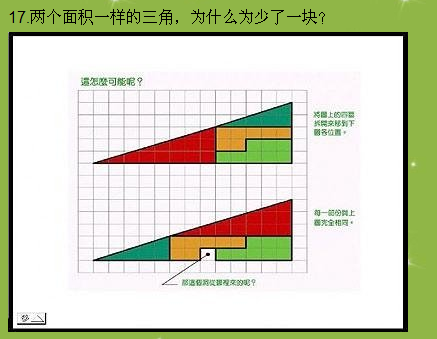 17.两个面积一样的三角，为什么为少了一块?
這怎麼可能呢？
將圖上的四塊
拆開來移到下
圖各位置。
每一部份與上
圖完全相同。
那這個洞從哪裡來的呢？